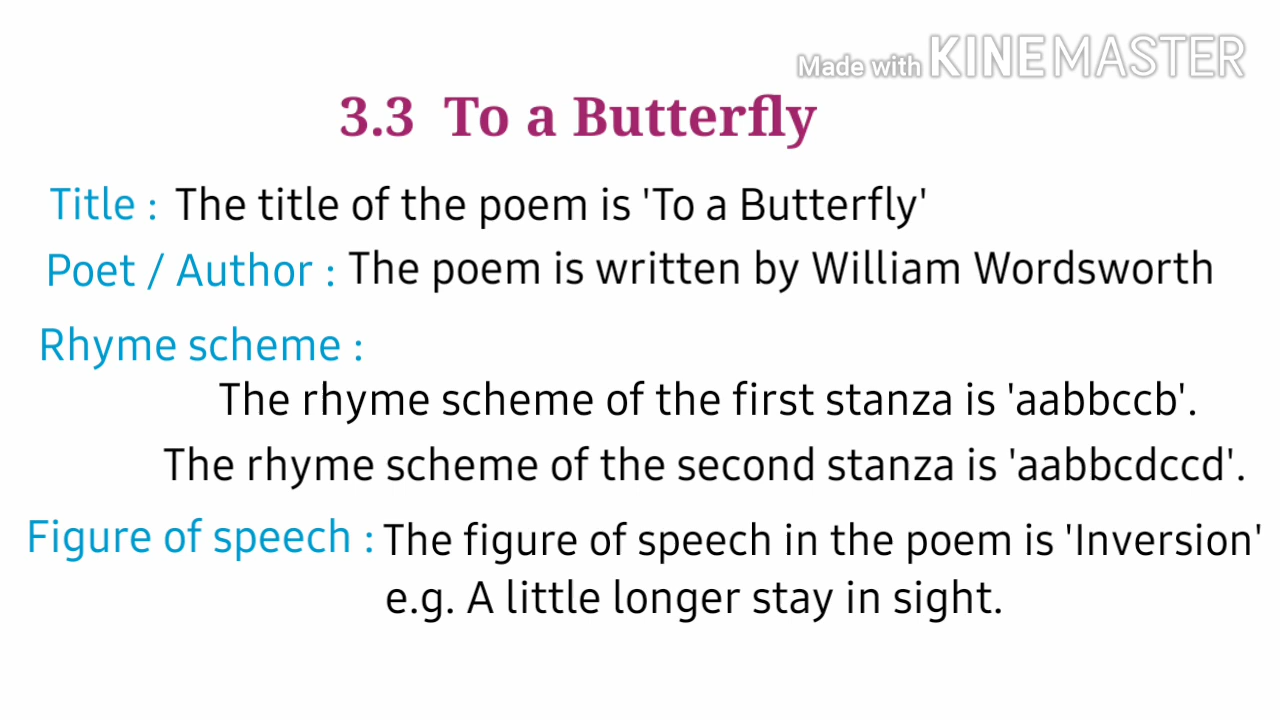 Made with KINEMASTER
3.3 To a Butterfly
Title : The title of the poem is 'To a Butterfly'
Poet / Author : The poem is written by William Wordsworth
Rhyme scheme :
The rhyme scheme of the first stanza is 'aabbccb'.
The rhyme scheme of the second stanza is 'aabbcdccd'.
Figure of speech : The figure of speech in the poem is 'Inversion'
e.g. A little longer stay in sight.